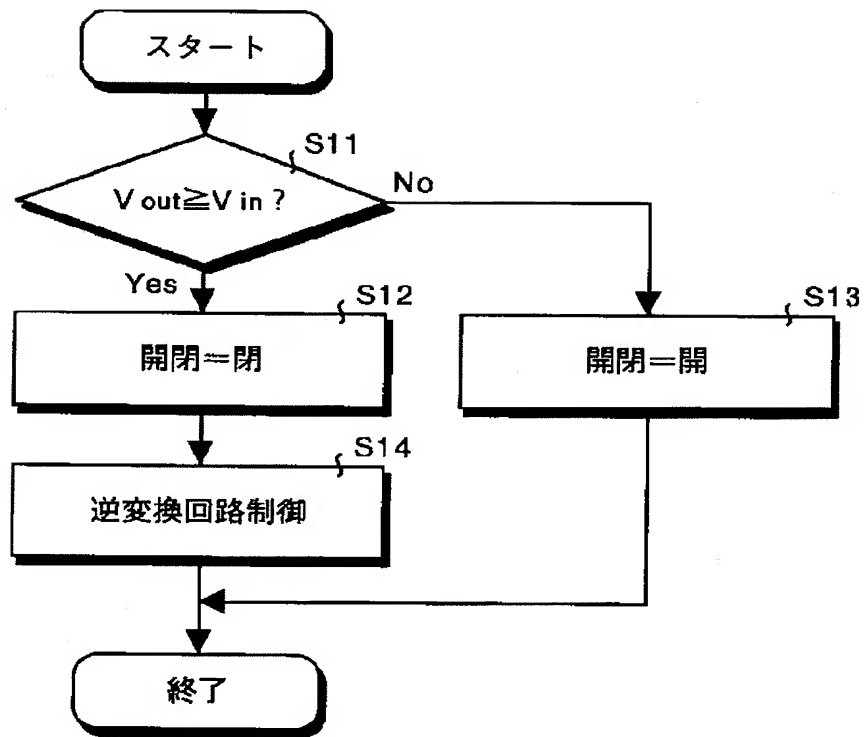 スタート
S11
V out≧V in ?
No
Yes
S12
開閉=閉
S13
開閉=開
S14
逆変換回路制御
終了